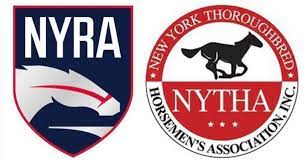 NYRA
NEW YORK THOROUGHBRED
NYTHA
HORSEMEN'S ASSOCIATION, INC.